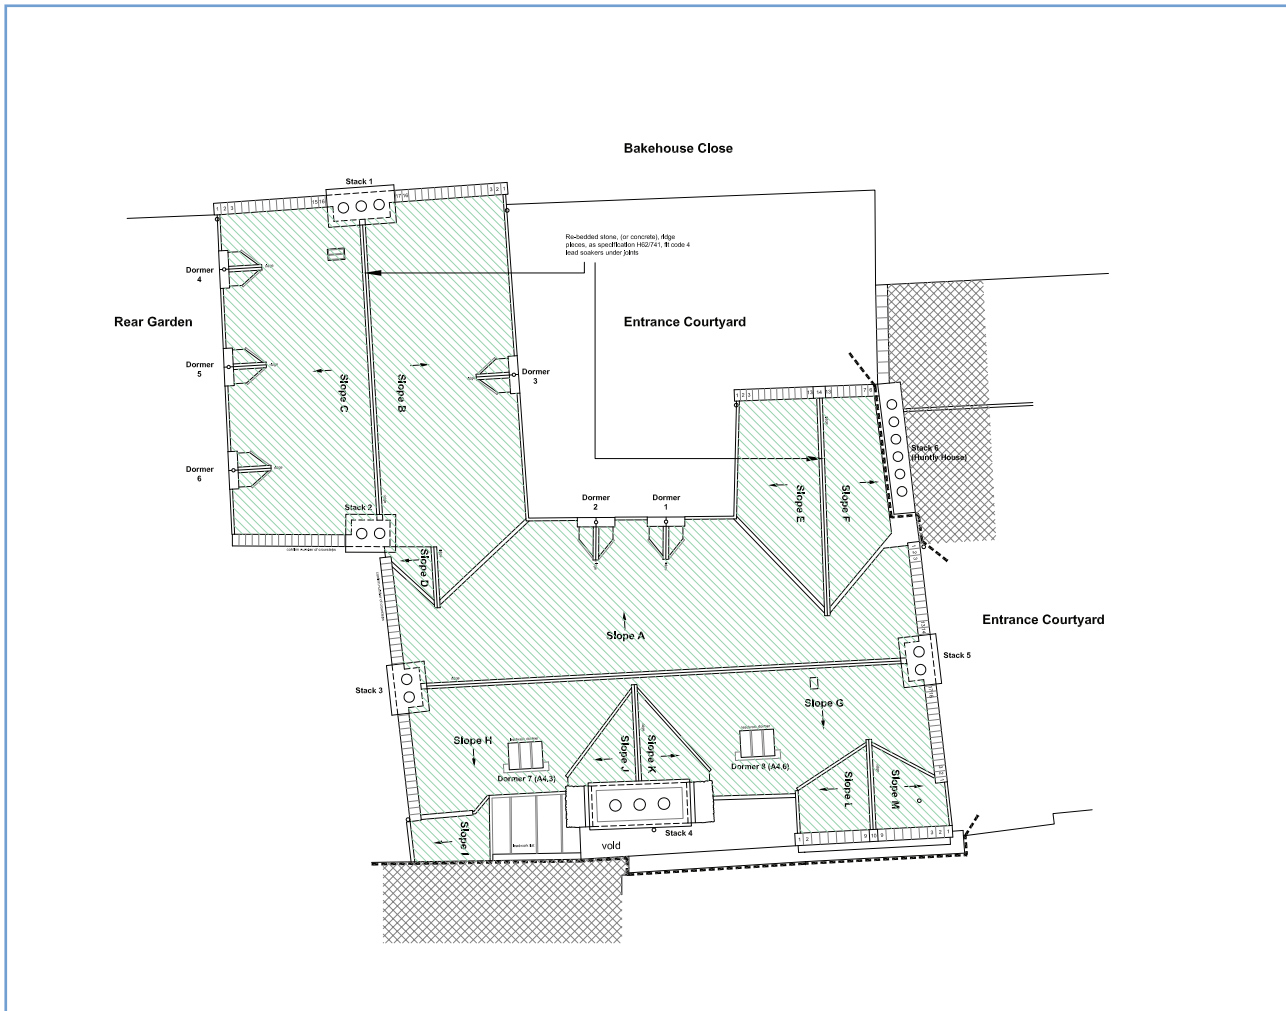 Bakehouse Close
Stack 1
Re-bedded stone, (or concrete), ridge
pieces, as specification H62/741, fit code 4
lead soakers under joints
Dormer
4
Rear Garden
Entrance Courtyard
Dormer
5
Slope C
Slope B
Dormer
3
Dormer
6
Stack 2
Slope D
Dormer
2
Dormer
1
Slope E
Slope F
Stack 6
(Huntly House)
Entrance Courtyard
Slope A
Stack 3
Stack 5
Slope G
Slope H
Slope J
Slope K
Dormer 7 (A4,3)
Dormer 8 (A4,6)
Slope L
Slope M
Slope I
Stack 4
void